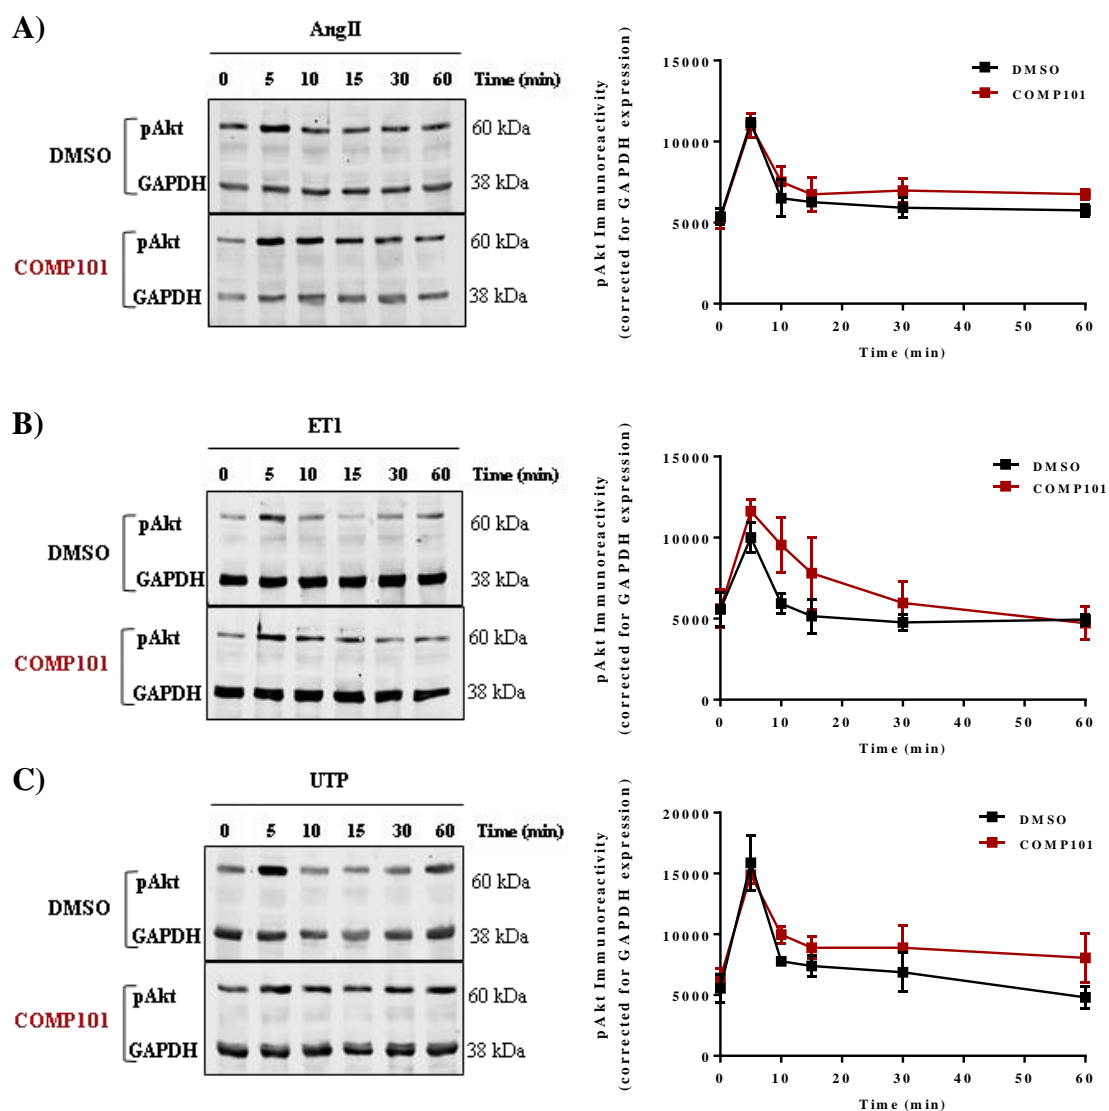 A)
AngII
0 5 10 15 30 60 Time (min)
DMSO
pAkt
60 kDa
GAPDH
38 kDa
COMP101
pAkt
60 kDa
GAPDH
38 kDa
pAkt Immunoreactivity
(corrected for GAPDH expression)
15000
10000
5000
0
0 10 20 30 40 50 60
Time (min)
DMSO
COMP101
B)
ET1
0 5 10 15 30 60 Time (min)
DMSO
pAkt
60 kDa
GAPDH
38 kDa
COMP101
pAkt
60 kDa
GAPDH
38 kDa
pAkt Immunoreactivity
(corrected for GAPDH expression)
15000
10000
5000
0
0 10 20 30 40 50 60
Time (min)
DMSO
COMP101
C)
UTP
0 5 10 15 30 60 Time (min)
DMSO
pAkt
60 kDa
GAPDH
38 kDa
COMP101
pAkt
60 kDa
GAPDH
38 kDa
pAkt Immunoreactivity
(corrected for GAPDH expression)
20000
15000
10000
5000
0
0 10 20 30 40 50 60
Time (min)
DMSO
COMP101